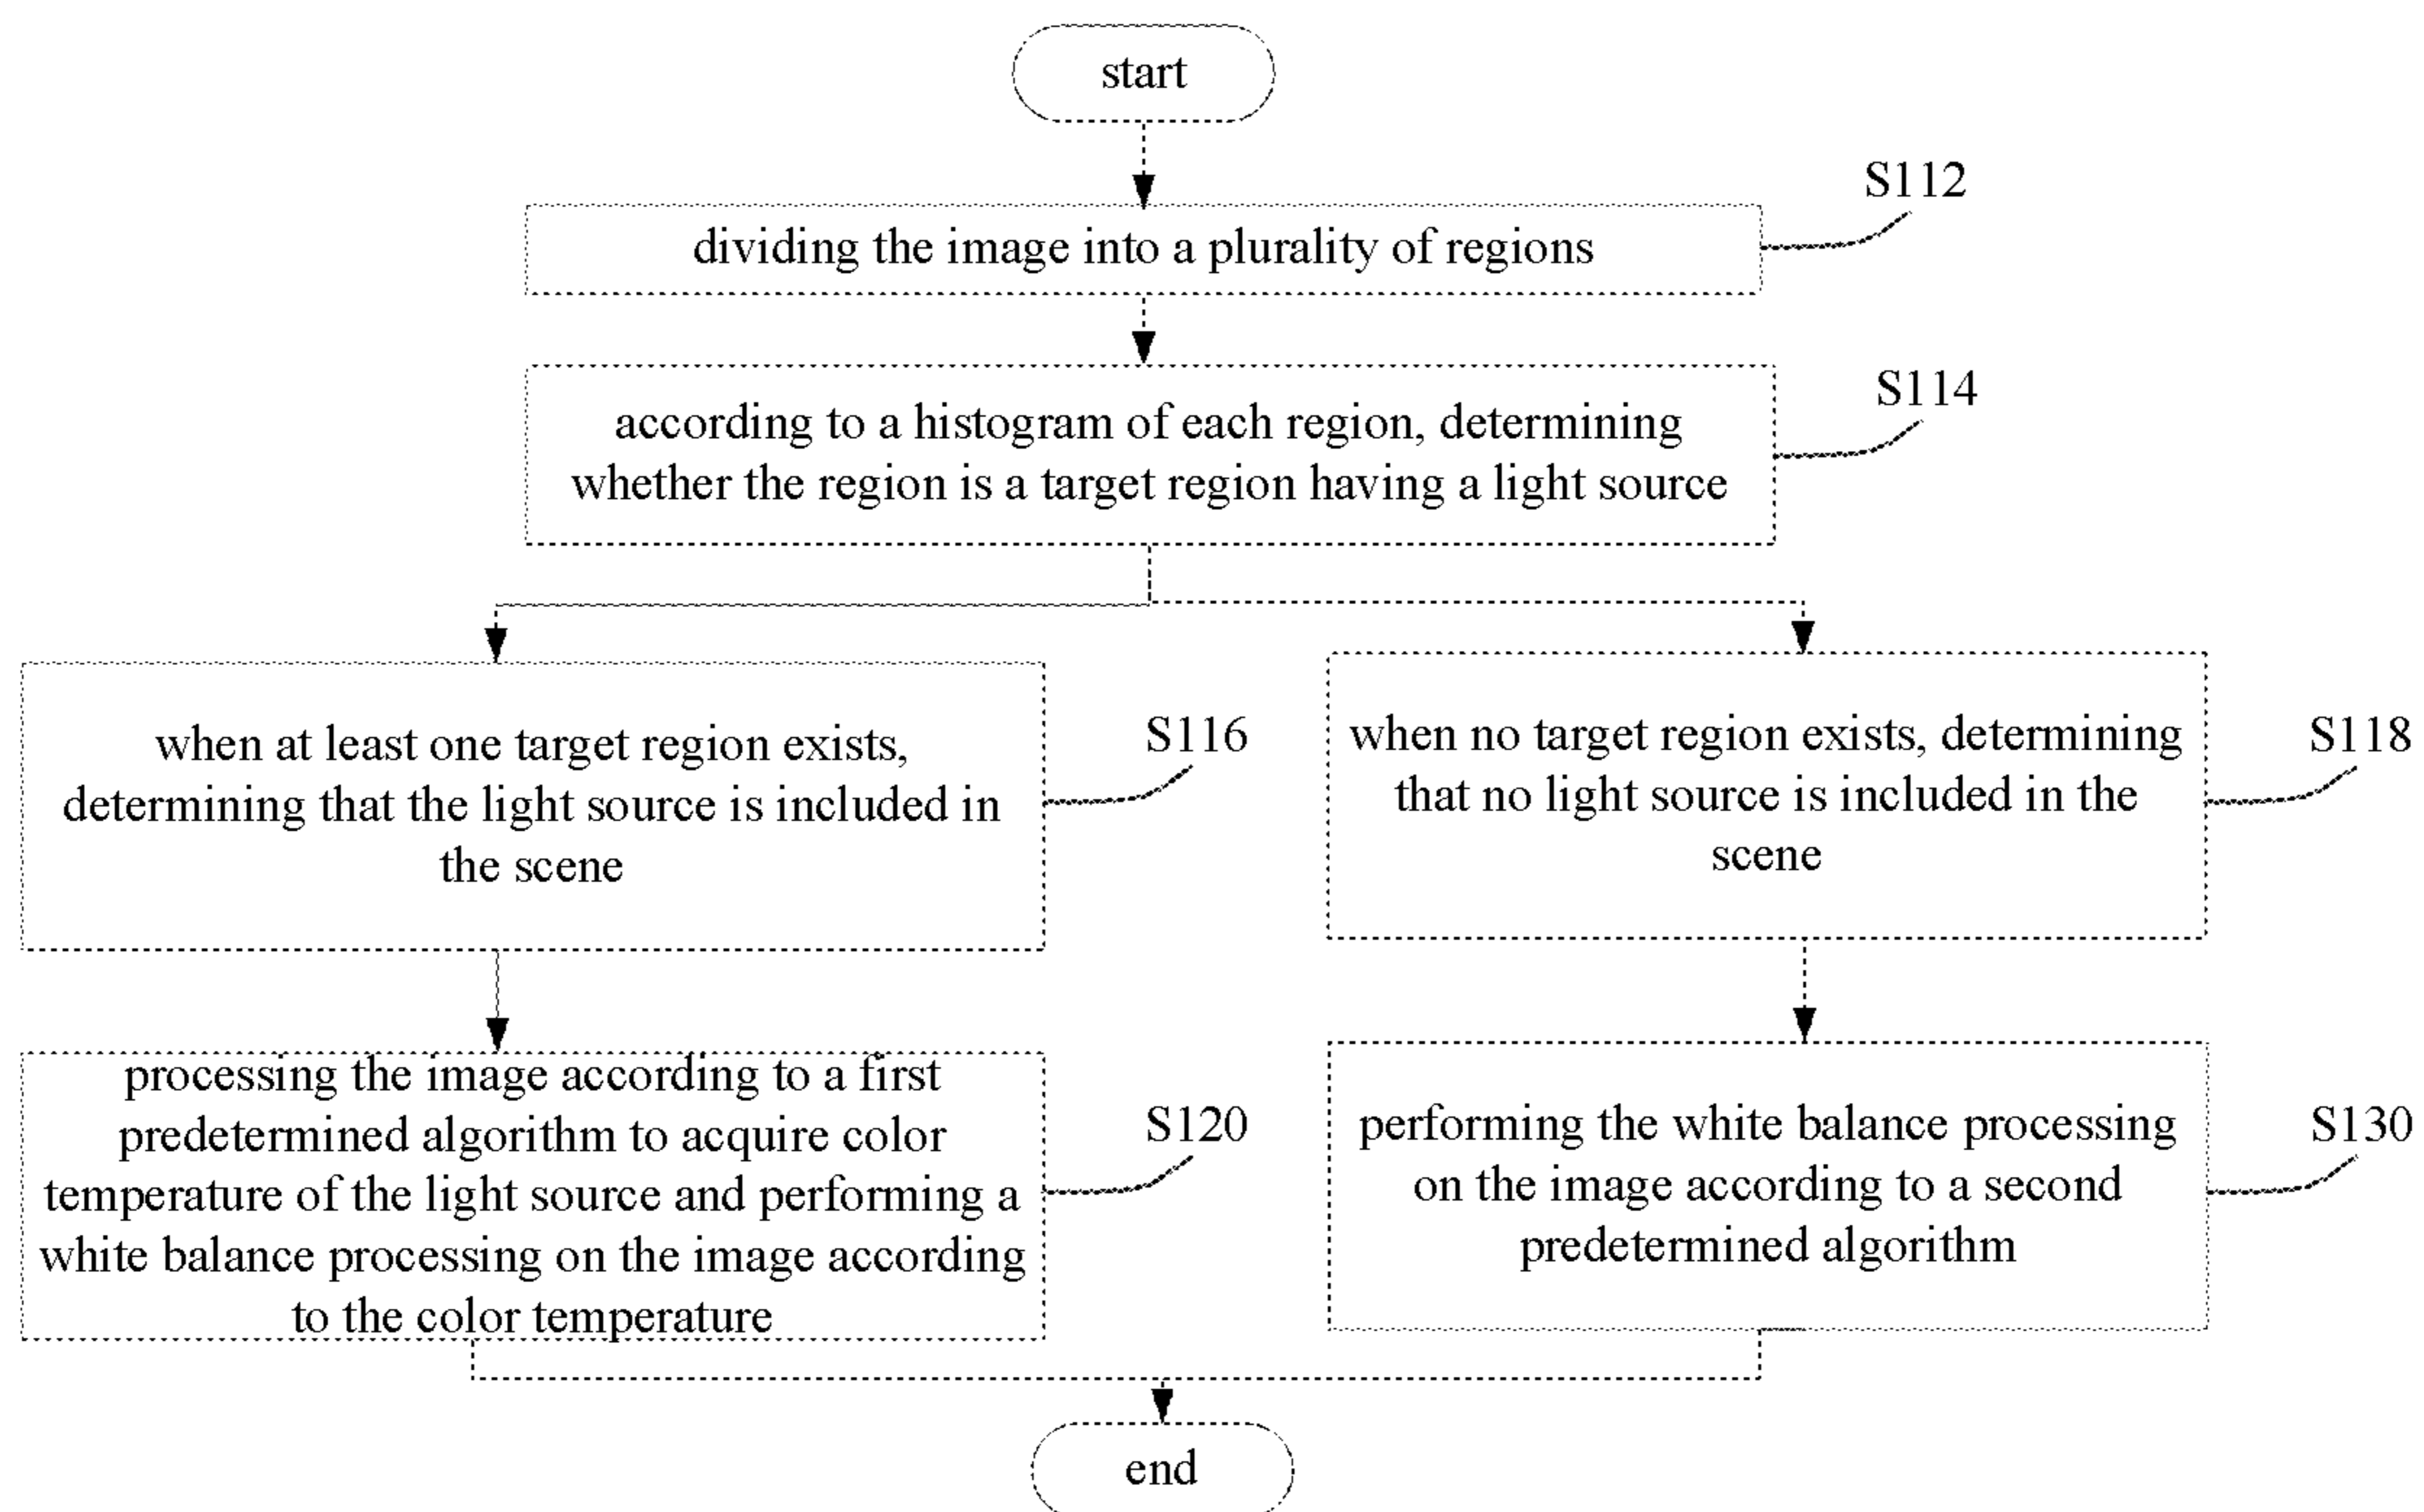 start
S112
dividing the image into a plurality of regions
S114
according to a histogram of each region, determining
whether the region is a target region having a light source
S116
when at least one target region exists,
determining that the light source is included in
the scene
S118
when no target region exists, determining
that no light source is included in the
scene
S120
processing the image according to a first
predetermined algorithm to acquire color
temperature of the light source and performing a
white balance processing on the image according
to the color temperature
S130
performing the white balance processing
on the image according to a second
predetermined algorithm
end